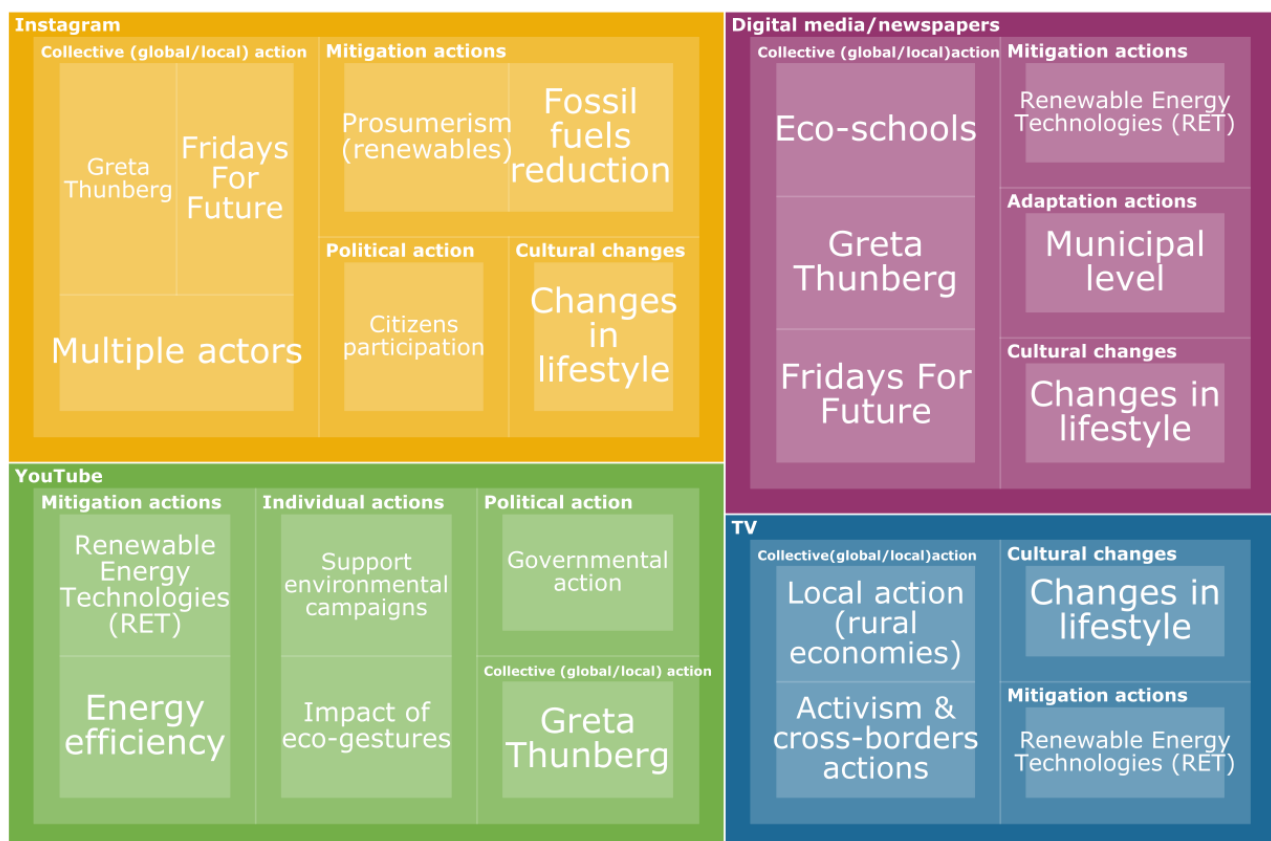 Instagram
Collective (global/local) action
Greta
Thunberg
Fridays
For
Future
Multiple actors
Mitigation actions
Prosumerism
(renewables)
Fossil
fuels
reduction
Political action
Citizens
participation
Cultural changes
Changes
in
lifestyle
Digital media/newspapers
Collective (global/local)action
Eco-schools
Greta
Thunberg
Fridays For
Future
Mitigation actions
Renewable Energy
Technologies (RET)
Adaptation actions
Municipal
level
Cultural changes
Changes in
lifestyle
YouTube
Mitigation actions
Renewable
Energy
Technologies
(RET)
Energy
efficiency
Individual actions
Support
environmental
campaigns
Impact of
eco-gestures
Political action
Governmental
action
Collective (global/local) action
Greta
Thunberg
TV
Collective(global/local)action
Local action
(rural
economies)
Activism &
cross-borders
actions
Cultural changes
Changes in
lifestyle
Mitigation actions
Renewable Energy
Technologies (RET)